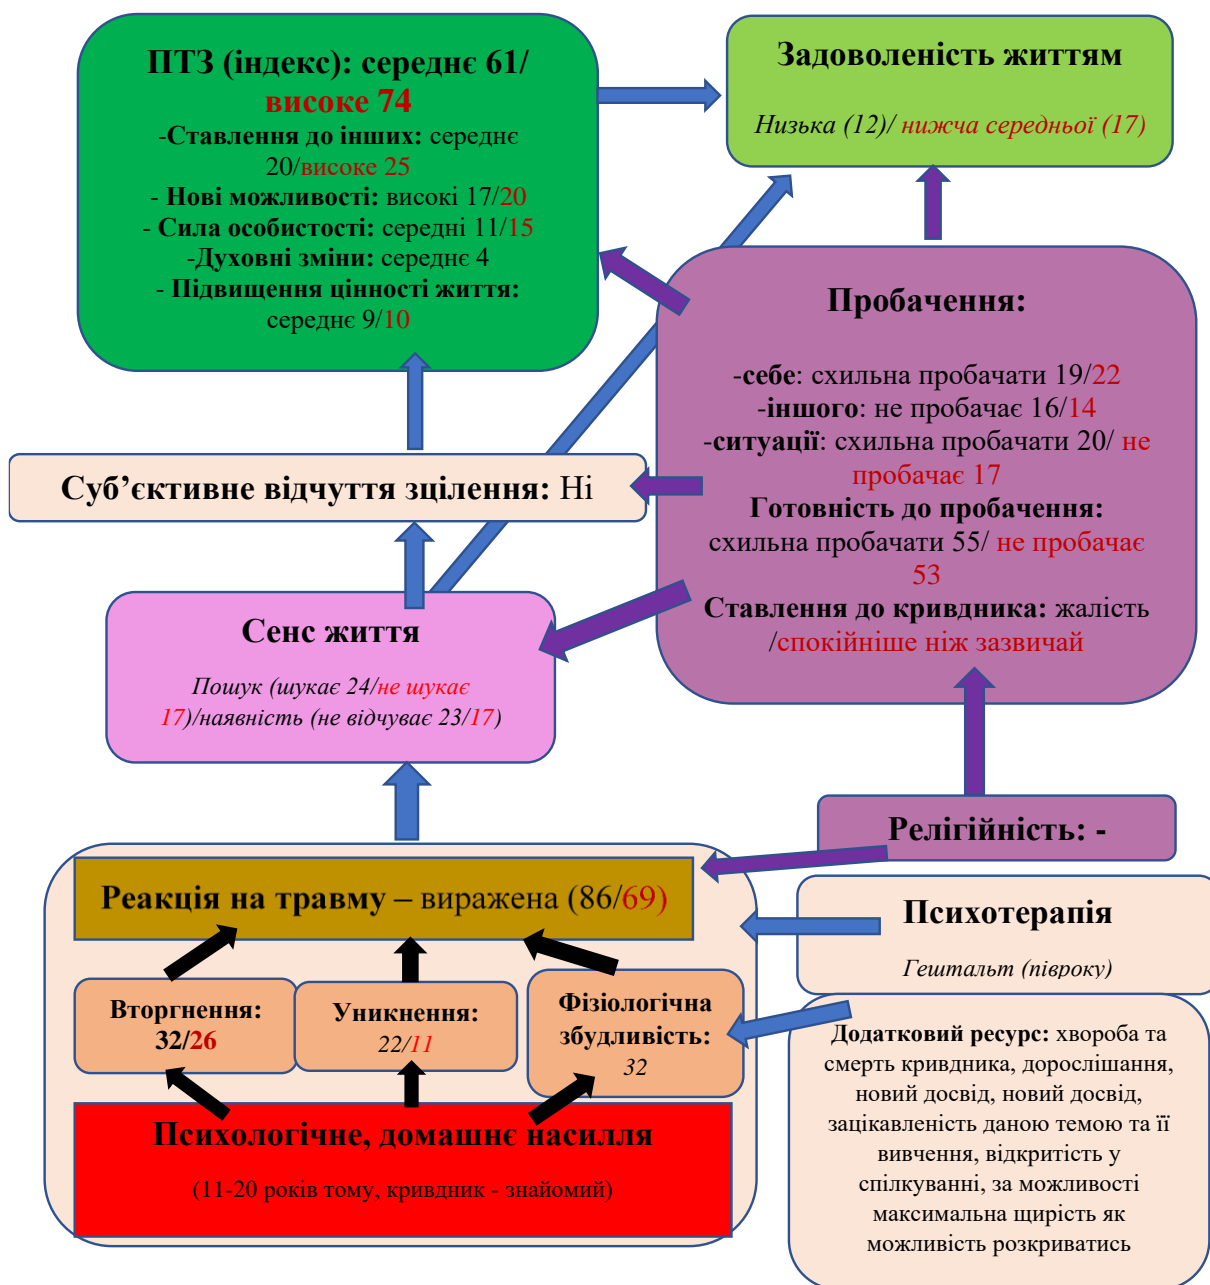 ПТЗ (індекс): середнє 61/
високе 74
-Ставлення до інших: середнє
20/високе 25
- Нові можливості: високі 17/20
- Сила особистості: середні 11/15
-Духовні зміни: середнє 4
- Підвищення цінності життя:
середнє 9/10
Задоволеність життям
Низька (12)/ нижча середньої (17)
Пробачення:
-себе: схильна пробачати 19/22
-іншого: не пробачає 16/14
-ситуації: схильна пробачати 20/ не
пробачає 17
Готовність до пробачення:
схильна пробачати 55/ не пробачає
53
Ставлення до кривдника: жалість
/спокійніше ніж зазвичай
Суб’єктивне відчуття зцілення: Ні
Сенс життя
Пошук (шукає 24/не шукає
17)/наявність (не відчуває 23/17)
Релігійність: -
Реакція на травму – виражена (86/69)
Психотерапія
Гештальт (півроку)
Вторгнення:
32/26
Уникнення:
22/11
Фізіологічна
збудливість:
32
Додатковий ресурс: хвороба та
смерть кривдника, дорослішання,
новий досвід, новий досвід,
зацікавленість даною темою та її
вивчення, відкритість у
спілкуванні, за можливості
максимальна щирість як
можливість розкриватись
Психологічне, домашнє насилля
(11-20 років тому, кривдник - знайомий)